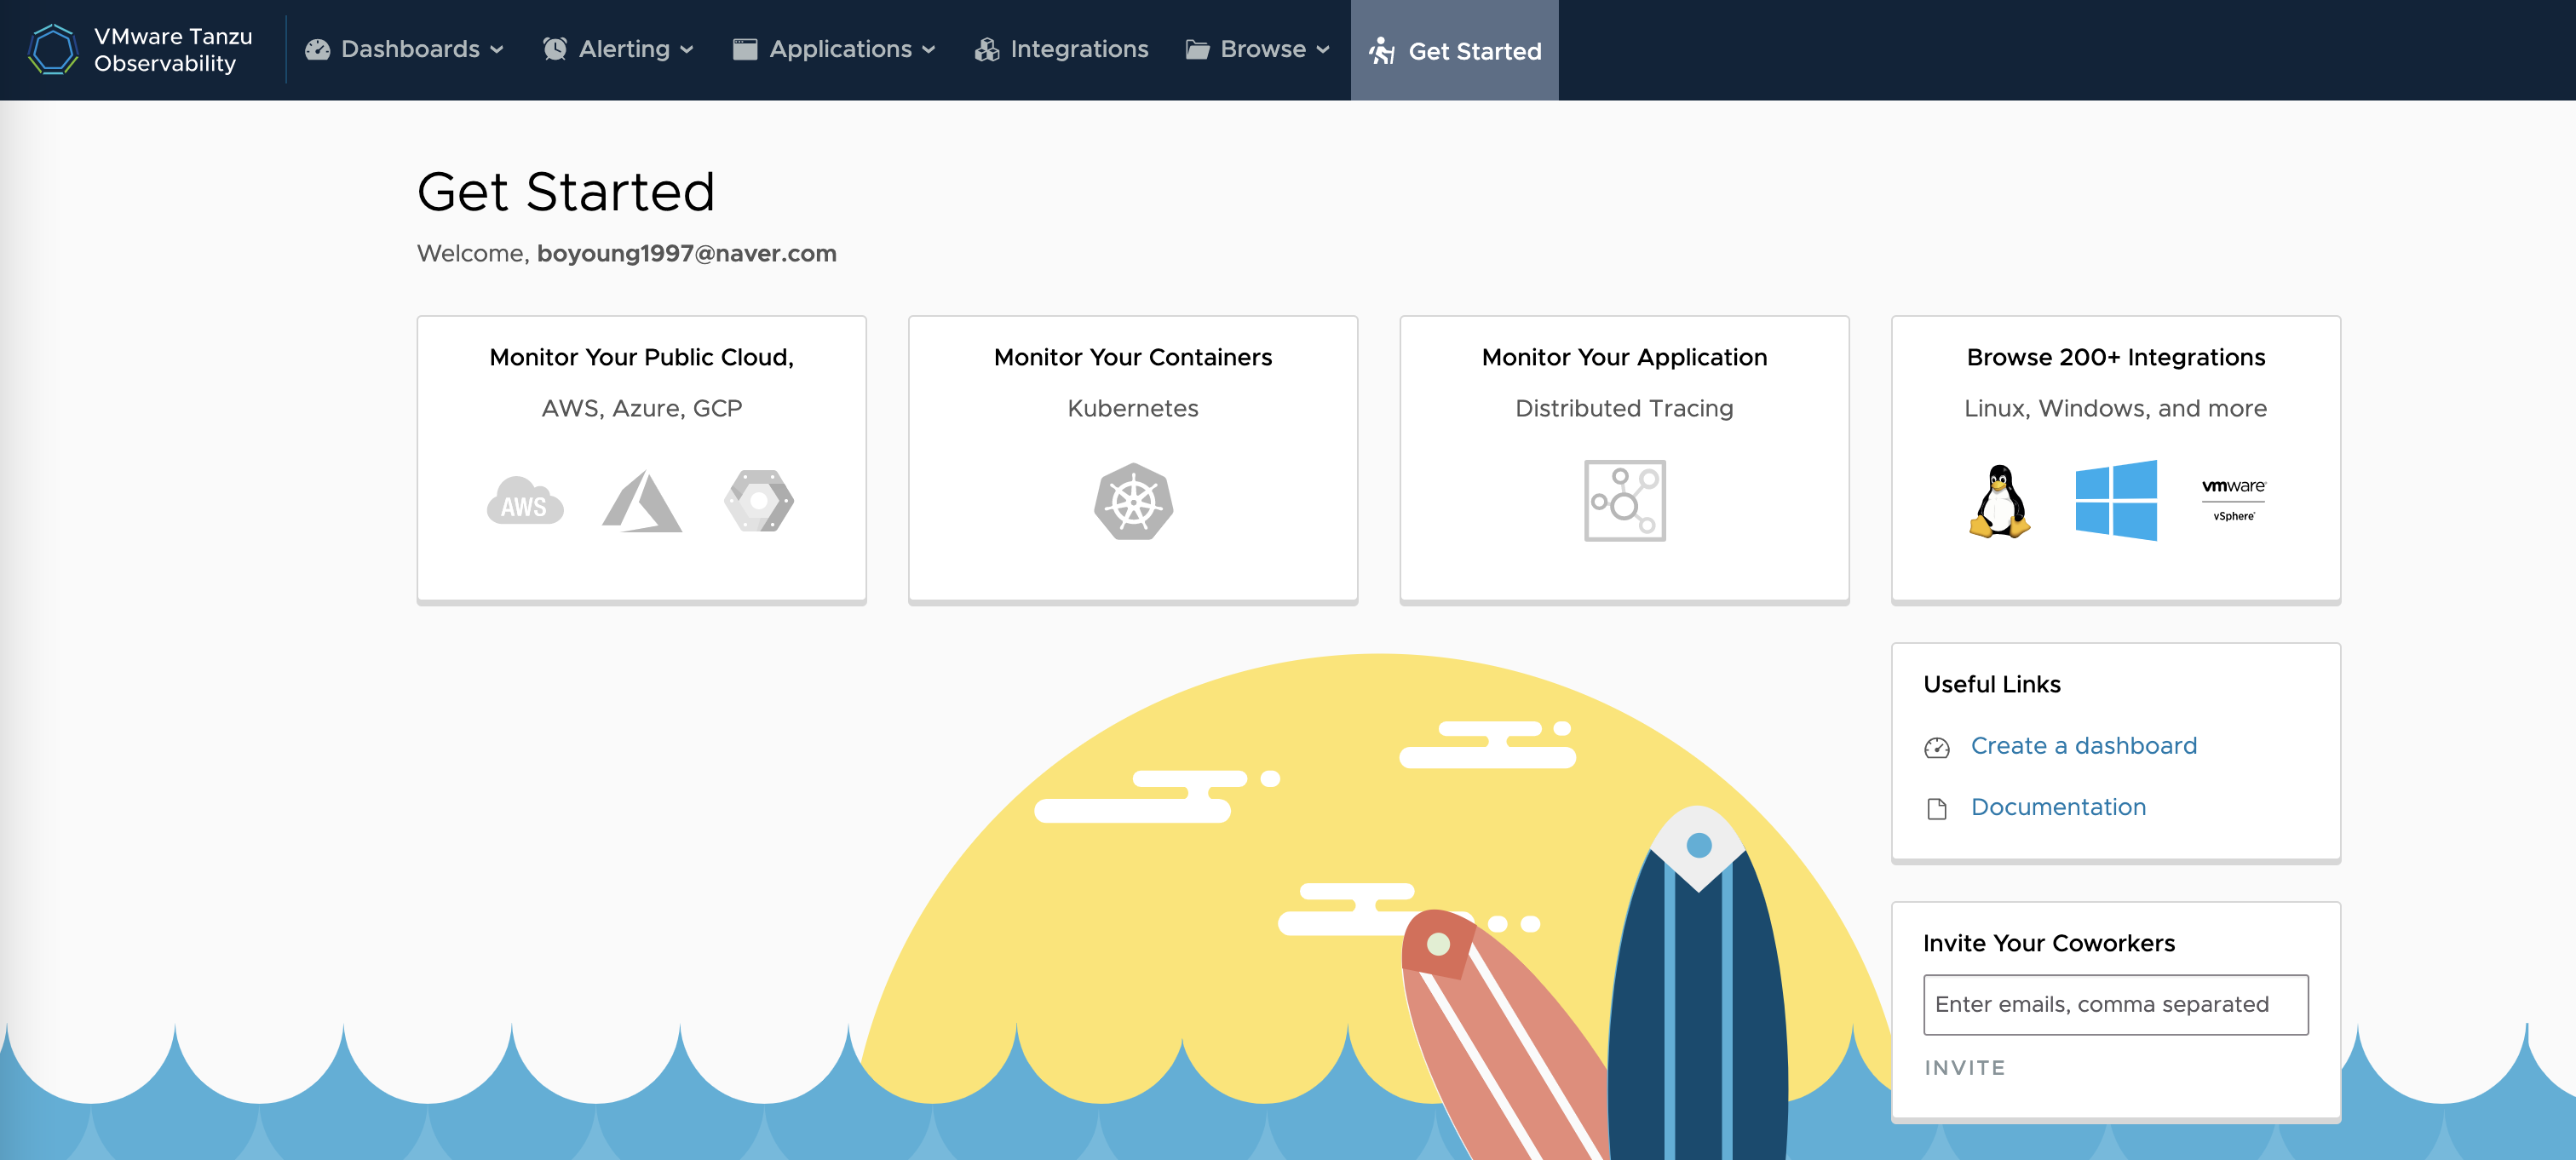 VMware Tanzu
Observability
Dashboards
Alerting
Applications
Integrations
Browse
Get Started
Get Started
Welcome, boyoung1997@naver.com
Monitor Your Public Cloud,
AWS, Azure, GCP
AWS
Monitor Your Containers
Kubernetes
Monitor Your Application
Distributed Tracing
Browse 200+ Integrations
Linux, Windows, and more
vmware
vSphere
Useful Links
Create a dashboard
Documentation
Invite Your Coworkers
Enter emails, comma separated
INVITE